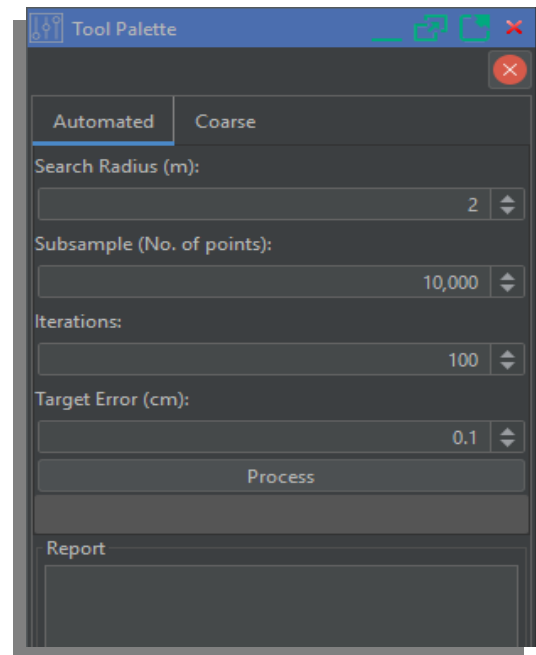 Tool Palette
Automated Coarse
Search Radius (m):
2
Subsample (No. of points):
10,000
Iterations:
100
Target Error (cm):
0.1
Process
Report